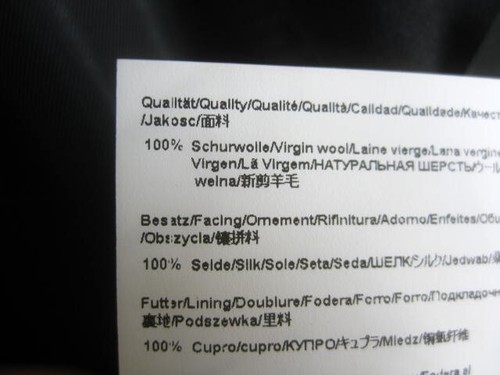 Qualität/Quality/Qualité/Qualità/Calidad/Qualidade/Качест
/Jakosc/面料
100% Schurwolle/Virgin wool/Laine vierge/Lana vergine
Virgen/Lã Virgem/НАТУРАЛЬНАЯ ШЕРСТЬ/ウール
welna/新剪羊毛
Besatz/Facing/Ornement/Rifinitura/Adorno/Enfeites/Обш
/Obszycia/镶拼料
100% Seide/Silk/Soie/Seta/Seda/ШЕЛК/シルク/Jedwab/
Futter/Lining/Doublure/Fodera/Forro/Forro/Подкладочн
裏地/Podszewka/里料
100% Cupro/cupro/КУПРО/キュプラ/Miedz/铜氨纤维